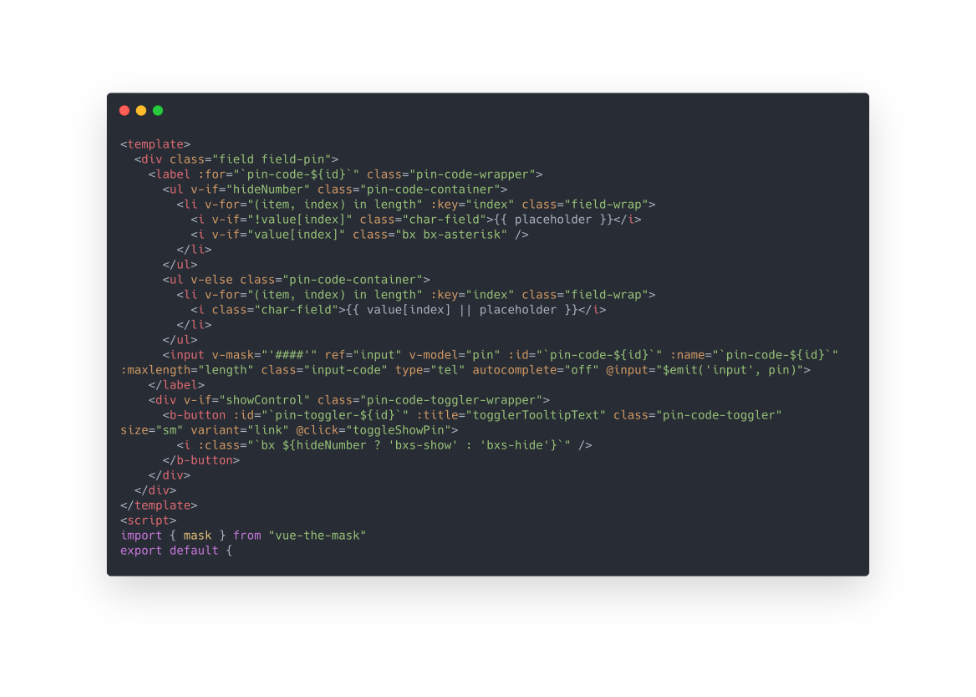 <template>
  <div class="field field-pin">
    <label :for="`pin-code-${id}`" class="pin-code-wrapper">
      <ul v-if="hideNumber" class="pin-code-container">
        <li v-for="(item, index) in length" :key="index" class="field-wrap">
          <i v-if="!value[index]" class="char-field">{{ placeholder }}</i>
          <i v-if="value[index]" class="bx bx-asterisk" />
        </li>
      </ul>
      <ul v-else class="pin-code-container">
        <li v-for="(item, index) in length" :key="index" class="field-wrap">
          <i class="char-field">{{ value[index] || placeholder }}</i>
        </li>
      </ul>
      <input v-mask="'####'" ref="input" v-model="pin" :id="`pin-code-${id}`" :name="`pin-code-${id}`"
:maxlength="length" class="input-code" type="tel" autocomplete="off" @input="$emit('input', pin)">
    </label>
    <div v-if="showControl" class="pin-code-toggler-wrapper">
      <b-button :id="`pin-toggler-${id}`" :title="togglerTooltipText" class="pin-code-toggler"
size="sm" variant="link" @click="toggleShowPin">
        <i :class="`bx ${hideNumber ? 'bxs-show' : 'bxs-hide'}`" />
      </b-button>
    </div>
  </div>
</template>
<script>
import { mask } from "vue-the-mask"
export default {